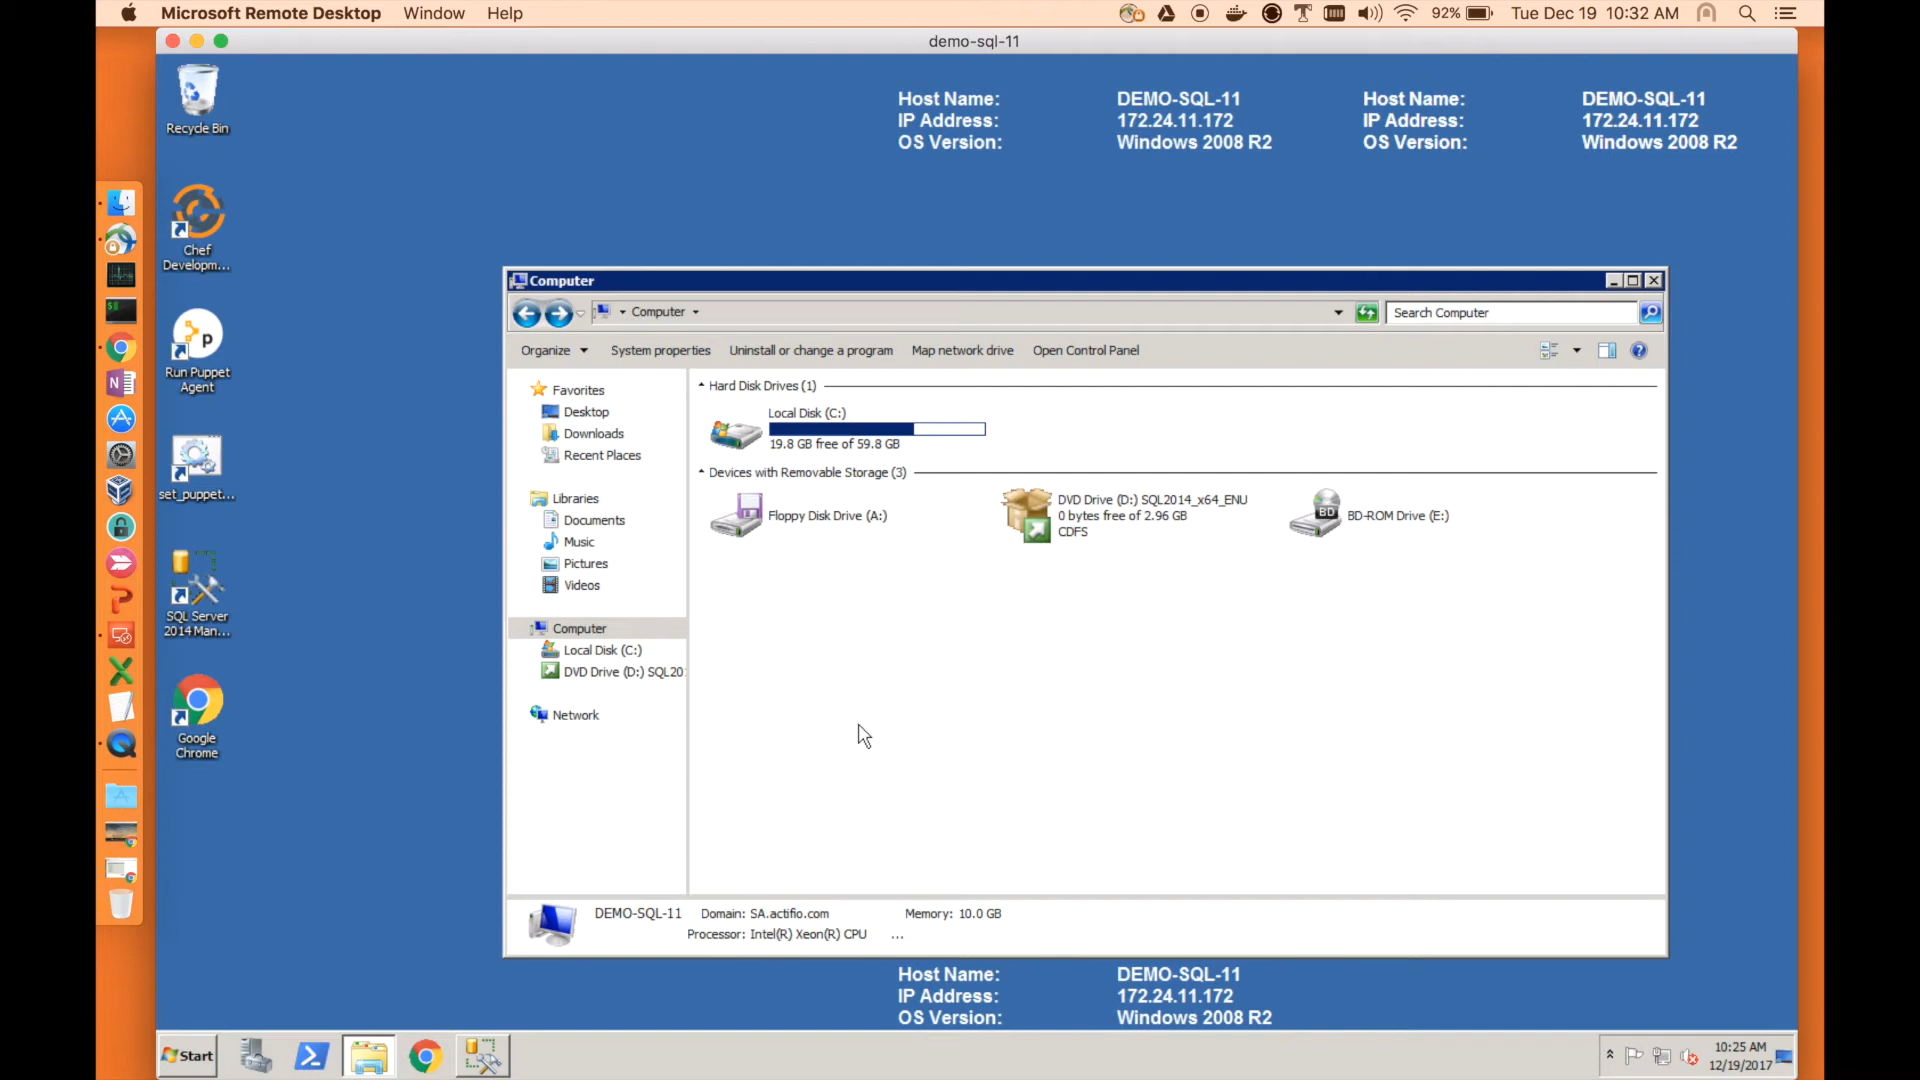 Microsoft Remote Desktop Window Help
92% Tue Dec 19 10:32 AM
demo-sql-11
Recycle Bin
Chef
Developm...
Run Puppet
Agent
set_puppet...
SQL Server
2014 Man...
Google
Chrome
Host Name: DEMO-SQL-11
IP Address: 172.24.11.172
OS Version: Windows 2008 R2
Host Name: DEMO-SQL-11
IP Address: 172.24.11.172
OS Version: Windows 2008 R2
Computer
Computer
Search Computer
Organize System properties Uninstall or change a program Map network drive Open Control Panel
Favorites
Desktop
Downloads
Recent Places
Libraries
Documents
Music
Pictures
Videos
Computer
Local Disk (C:)
DVD Drive (D:) SQL20
Network
Hard Disk Drives (1)
Local Disk (C:)
19.8 GB free of 59.8 GB
Devices with Removable Storage (3)
Floppy Disk Drive (A:)
DVD Drive (D:) SQL2014_x64_ENU
0 bytes free of 2.96 GB
CDFS
BD
BD-ROM Drive (E:)
DEMO-SQL-11 Domain: SA.actifio.com Memory: 10.0 GB
Processor: Intel(R) Xeon(R) CPU ...
Host Name: DEMO-SQL-11
IP Address: 172.24.11.172
OS Version: Windows 2008 R2
Start
10:25 AM
12/19/2017